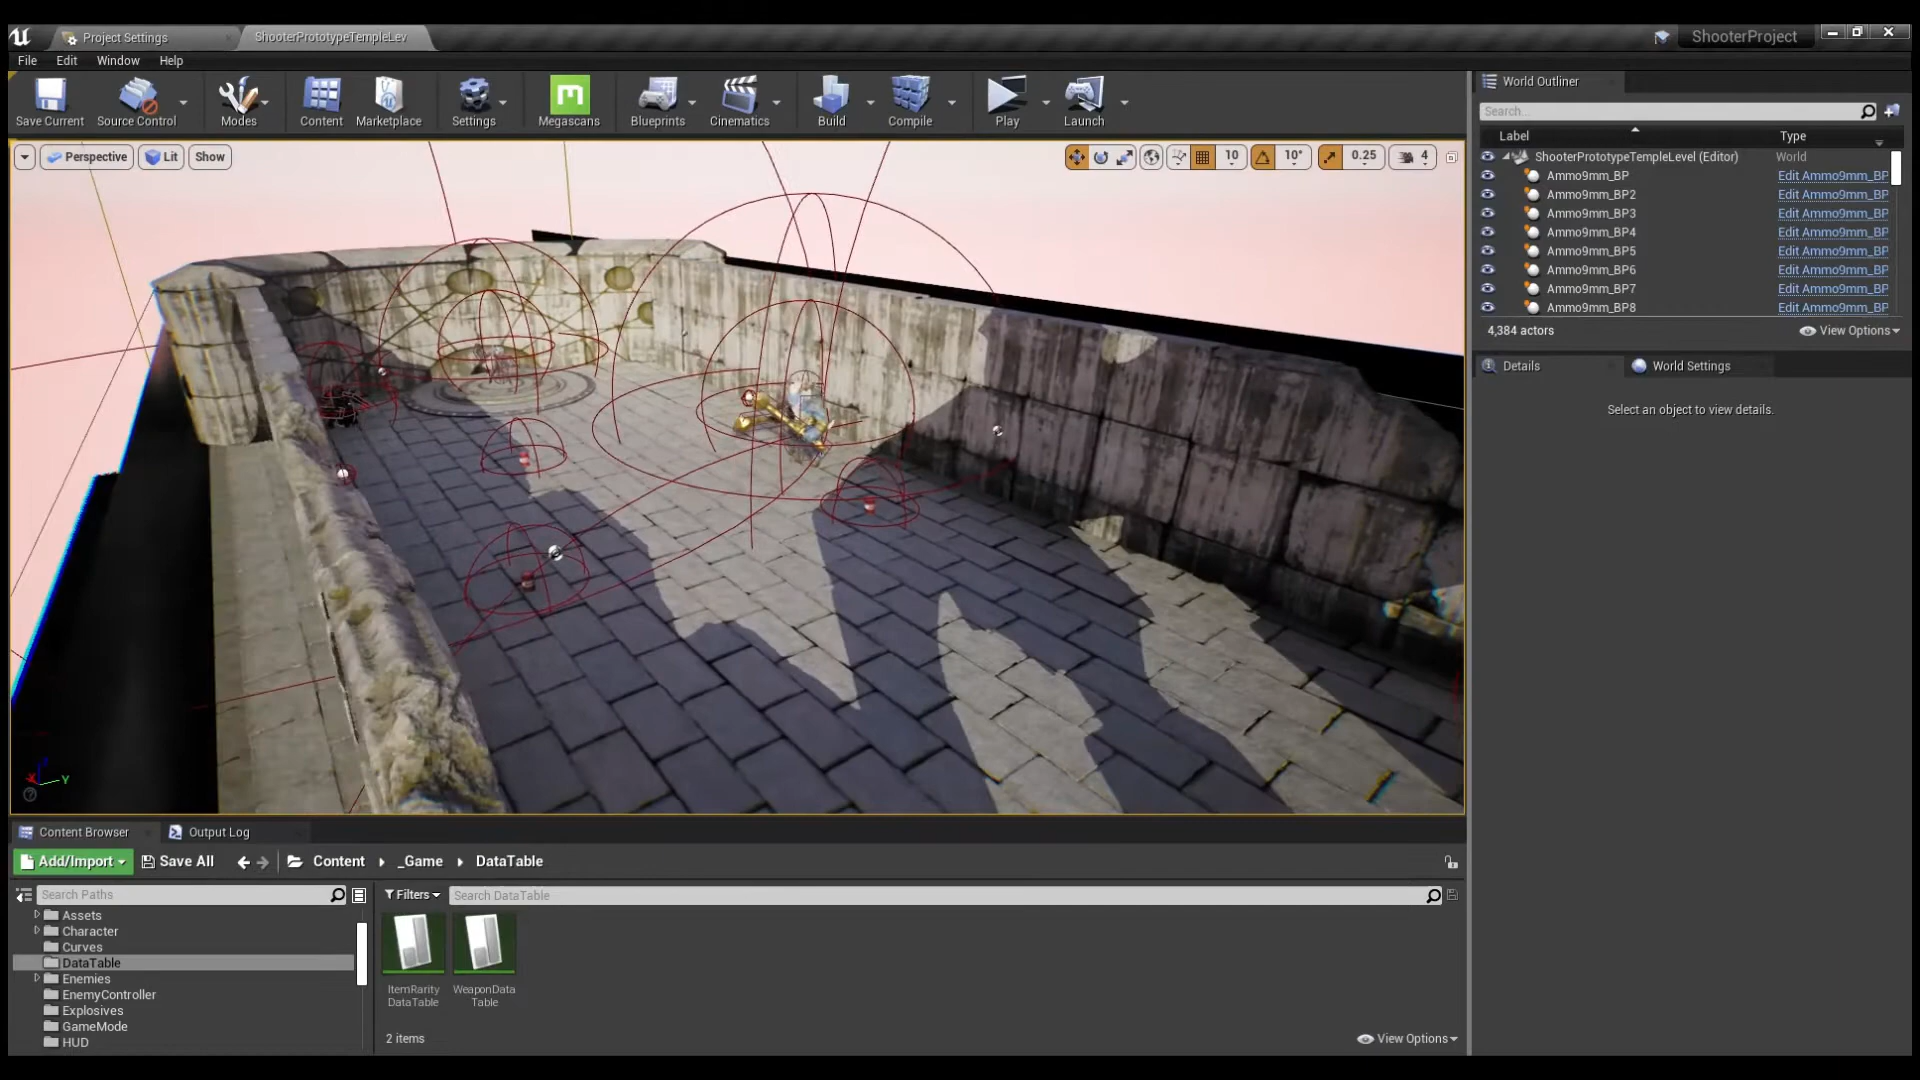 Project Settings
ShooterPrototypeTempleLev
ShooterProject
File Edit Window Help
Save Current Source Control Modes Content Marketplace Settings Megascans Blueprints Cinematics Build Compile Play Launch
Perspective Lit Show
10 10° 0.25 4
World Outliner
Search...
Label Type
ShooterPrototypeTempleLevel (Editor) World
Ammo9mm_BP Edit Ammo9mm_BP
Ammo9mm_BP2 Edit Ammo9mm_BP
Ammo9mm_BP3 Edit Ammo9mm_BP
Ammo9mm_BP4 Edit Ammo9mm_BP
Ammo9mm_BP5 Edit Ammo9mm_BP
Ammo9mm_BP6 Edit Ammo9mm_BP
Ammo9mm_BP7 Edit Ammo9mm_BP
Ammo9mm_BP8 Edit Ammo9mm_BP
4,384 actors View Options
Details World Settings
Select an object to view details.
X Y
Content Browser Output Log
Add/Import Save All Content _Game DataTable
Search Paths
Filters Search DataTable
Assets
Character
Curves
DataTable
Enemies
EnemyController
Explosives
GameMode
HUD
ItemRarity
DataTable
WeaponData
Table
2 items View Options